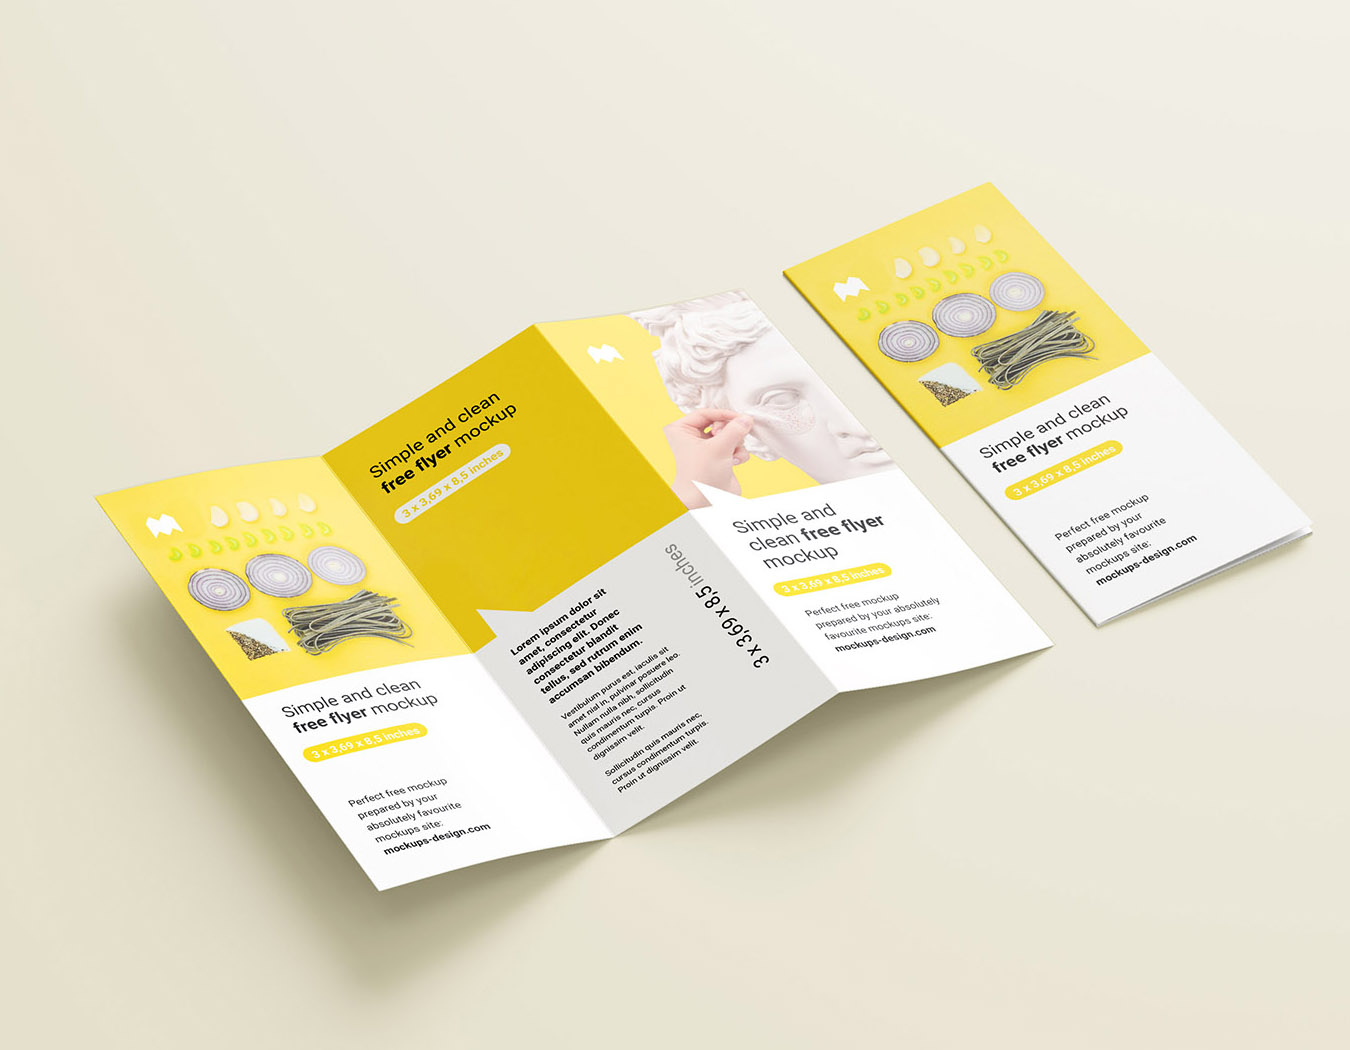 Simple and clean
free flyer mockup
3 x 3,69 x 8,5 inches
Perfect free mockup
prepared by your
absolutely favourite
mockups site:
mockups-design.com
Simple and clean
free flyer mockup
3 x 3,69 x 8,5 inches
Lorem ipsum dolor sit
amet, consectetur
adipiscing elit. Donec
consectetur blandit
tellus, sed rutrum enim
accumsan bibendum.
Vestibulum purus est, iaculis sit
amet nisl in, pulvinar posuere leo.
Nullam nulla nibh, sollicitudin
quis mauris nec, cursus
condimentum turpis. Proin ut
dignissim velit.
Sollicitudin quis mauris nec,
cursus condimentum turpis.
Proin ut dignissim velit.
3 x 3,69 x 8,5 inches
Simple and
clean free flyer
mockup
3 x 3,69 x 8,5 inches
Perfect free mockup
prepared by your absolutely
favourite mockups site:
mockups-design.com
Simple and clean
free flyer mockup
3 x 3,69 x 8,5 inches
Perfect free mockup
prepared by your
absolutely favourite
mockups site:
mockups-design.com